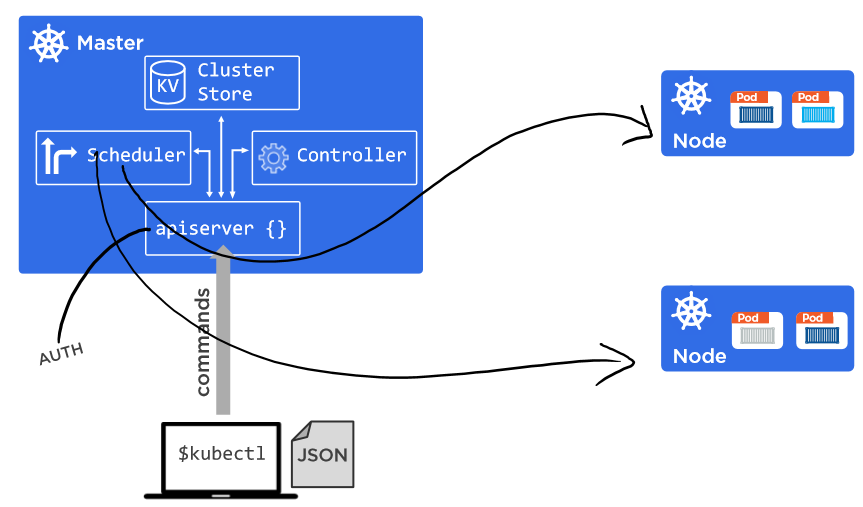 Master
KV
Cluster
Store
Scheduler
Controller
apiserver {}
AUTH
commands
$kubectl
JSON
Pod
Pod
Node
Pod
Pod
Node